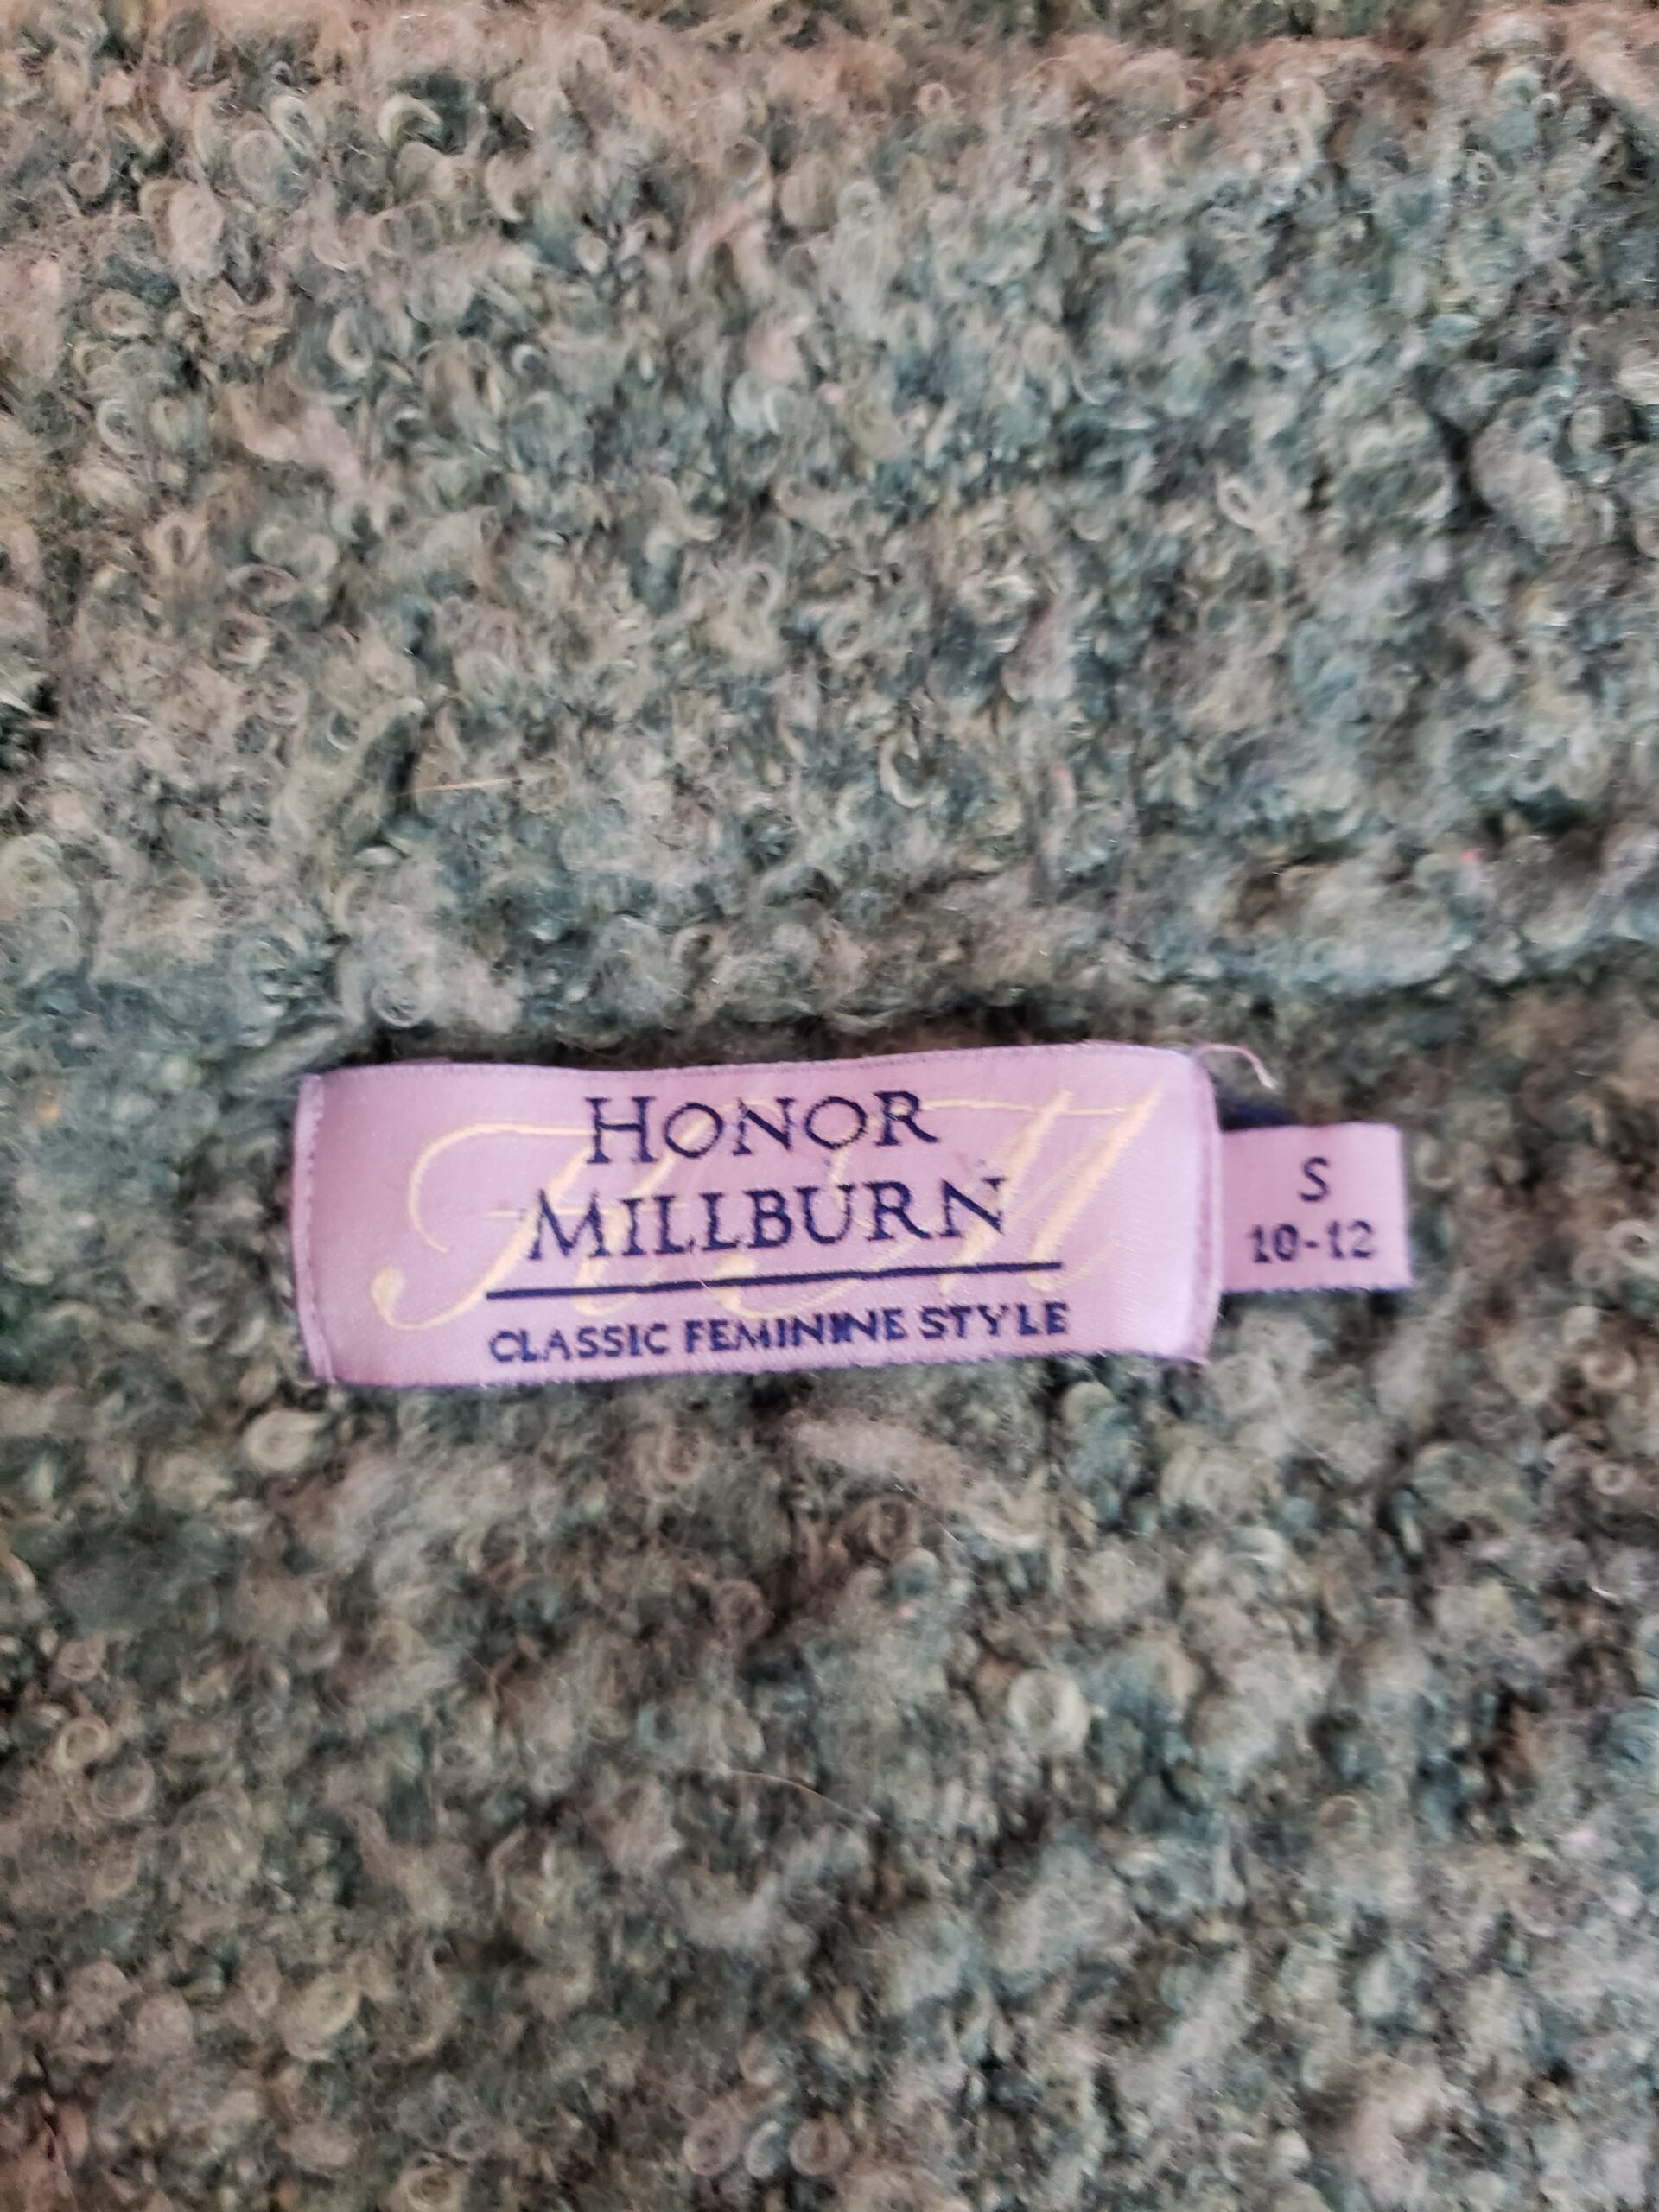 HONOR
MILLBURN
CLASSIC FEMININE STYLE
S
10-12